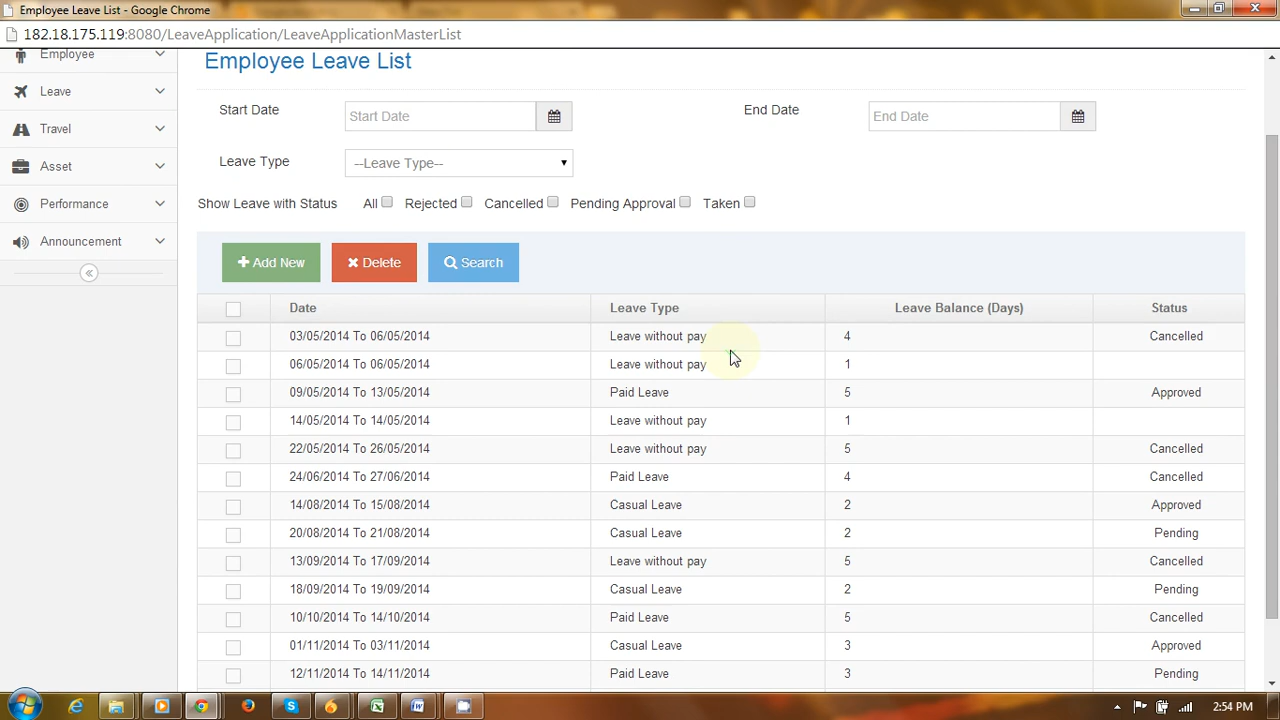 Employee Leave List - Google Chrome
182.18.175.119:8080/LeaveApplication/LeaveApplicationMasterList
Employee
Leave
Travel
Asset
Performance
Announcement
Employee Leave List
Start Date Start Date End Date End Date
Leave Type --Leave Type--
Show Leave with Status All Rejected Cancelled Pending Approval Taken
Add New Delete Search
Date Leave Type Leave Balance (Days) Status
03/05/2014 To 06/05/2014 Leave without pay 4 Cancelled
06/05/2014 To 06/05/2014 Leave without pay 1
09/05/2014 To 13/05/2014 Paid Leave 5 Approved
14/05/2014 To 14/05/2014 Leave without pay 1
22/05/2014 To 26/05/2014 Leave without pay 5 Cancelled
24/06/2014 To 27/06/2014 Paid Leave 4 Cancelled
14/08/2014 To 15/08/2014 Casual Leave 2 Approved
20/08/2014 To 21/08/2014 Casual Leave 2 Pending
13/09/2014 To 17/09/2014 Leave without pay 5 Cancelled
18/09/2014 To 19/09/2014 Casual Leave 2 Pending
10/10/2014 To 14/10/2014 Paid Leave 5 Cancelled
01/11/2014 To 03/11/2014 Casual Leave 3 Approved
12/11/2014 To 14/11/2014 Paid Leave 3 Pending
2:54 PM